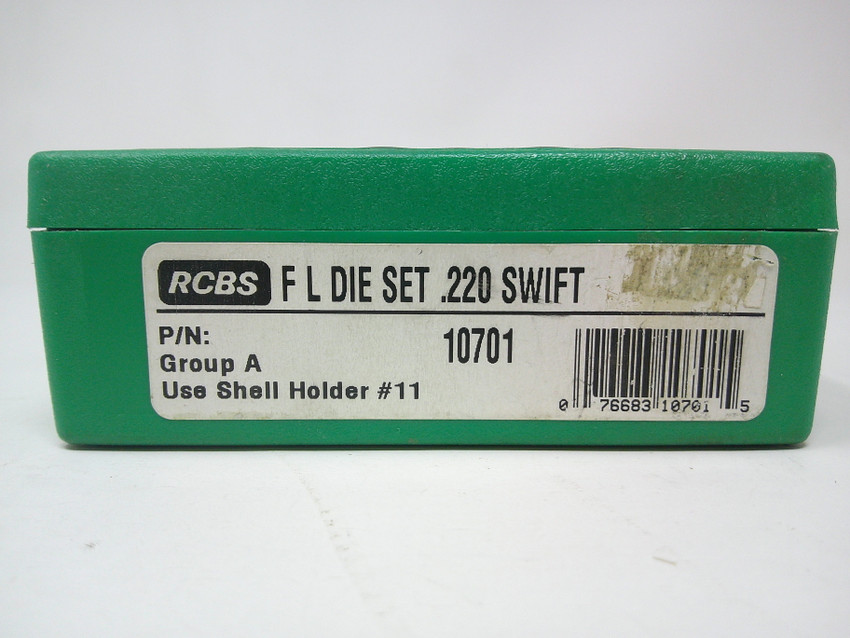 RCBS F L DIE SET .220 SWIFT
P/N: 10701
Group A
Use Shell Holder #11
0 76683 10701 5